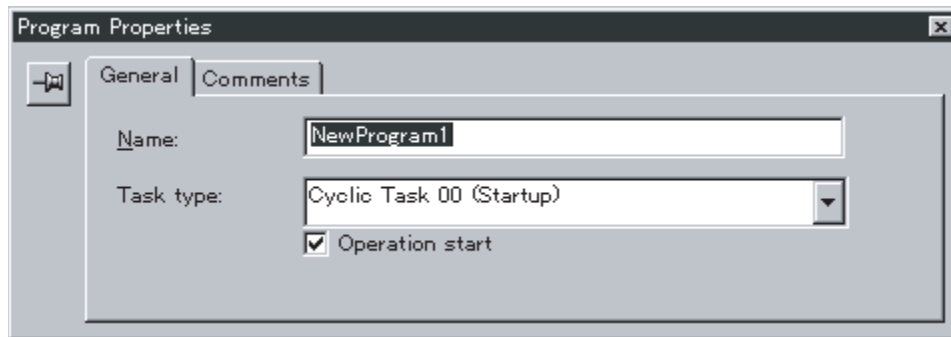 Program Properties
General Comments
Name: NewProgram1
Task type: Cyclic Task 00 (Startup)
Operation start